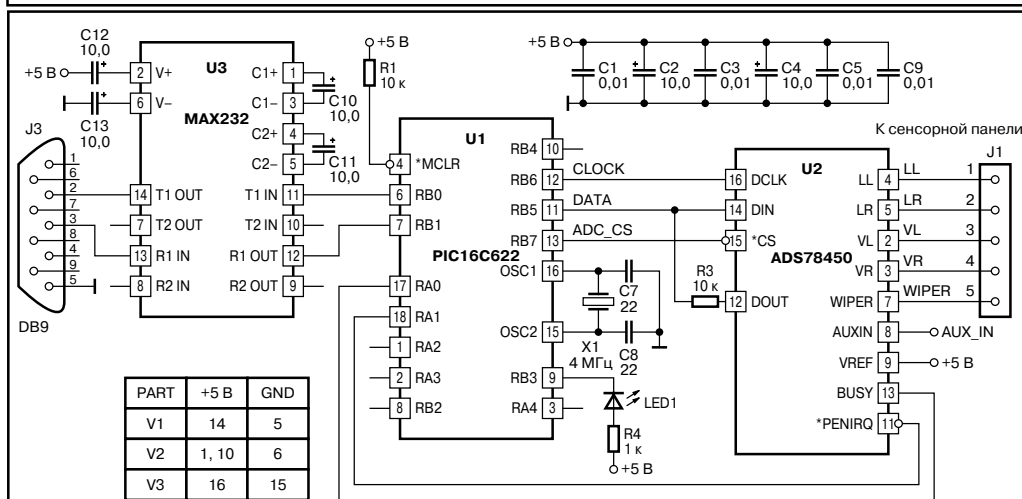 C12
10,0
+5 В
2 V+
6 V–
C13
10,0
U3
MAX232
C1+ 1
C1– 3
C2+ 4
C2– 5
C10
10,0
C11
10,0
14 T1 OUT
7 T2 OUT
13 R1 IN
8 R2 IN
T1 IN 11
T2 IN 10
R1 OUT 12
R2 OUT 9
J3
1
6
2
7
3
8
4
9
5
DB9
+5 В
R1
10 к
U1
PIC16C622
4 *MCLR
6 RB0
7 RB1
17 RA0
18 RA1
1 RA2
2 RA3
8 RB2
RB4 10
RB6 12
RB5 11
RB7 13
OSC1 16
OSC2 15
RB3 9
RA4 3
CLOCK
DATA
ADC_CS
C7
22
C8
22
X1
4 МГц
LED1
R4
1 к
+5 В
R3
10 к
+5 В
C1
0,01
C2
10,0
C3
0,01
C4
10,0
C5
0,01
C9
0,01
К сенсорной панели
J1
U2
ADS78450
16 DCLK
14 DIN
15 *CS
12 DOUT
LL 4
LR 5
VL 2
VR 3
WIPER 7
AUXIN 8
VREF 9
BUSY 13
*PENIRQ 11
LL 1
LR 2
VL 3
VR 4
WIPER 5
AUX_IN
+5 В
PART +5 В GND
V1 14 5
V2 1, 10 6
V3 16 15